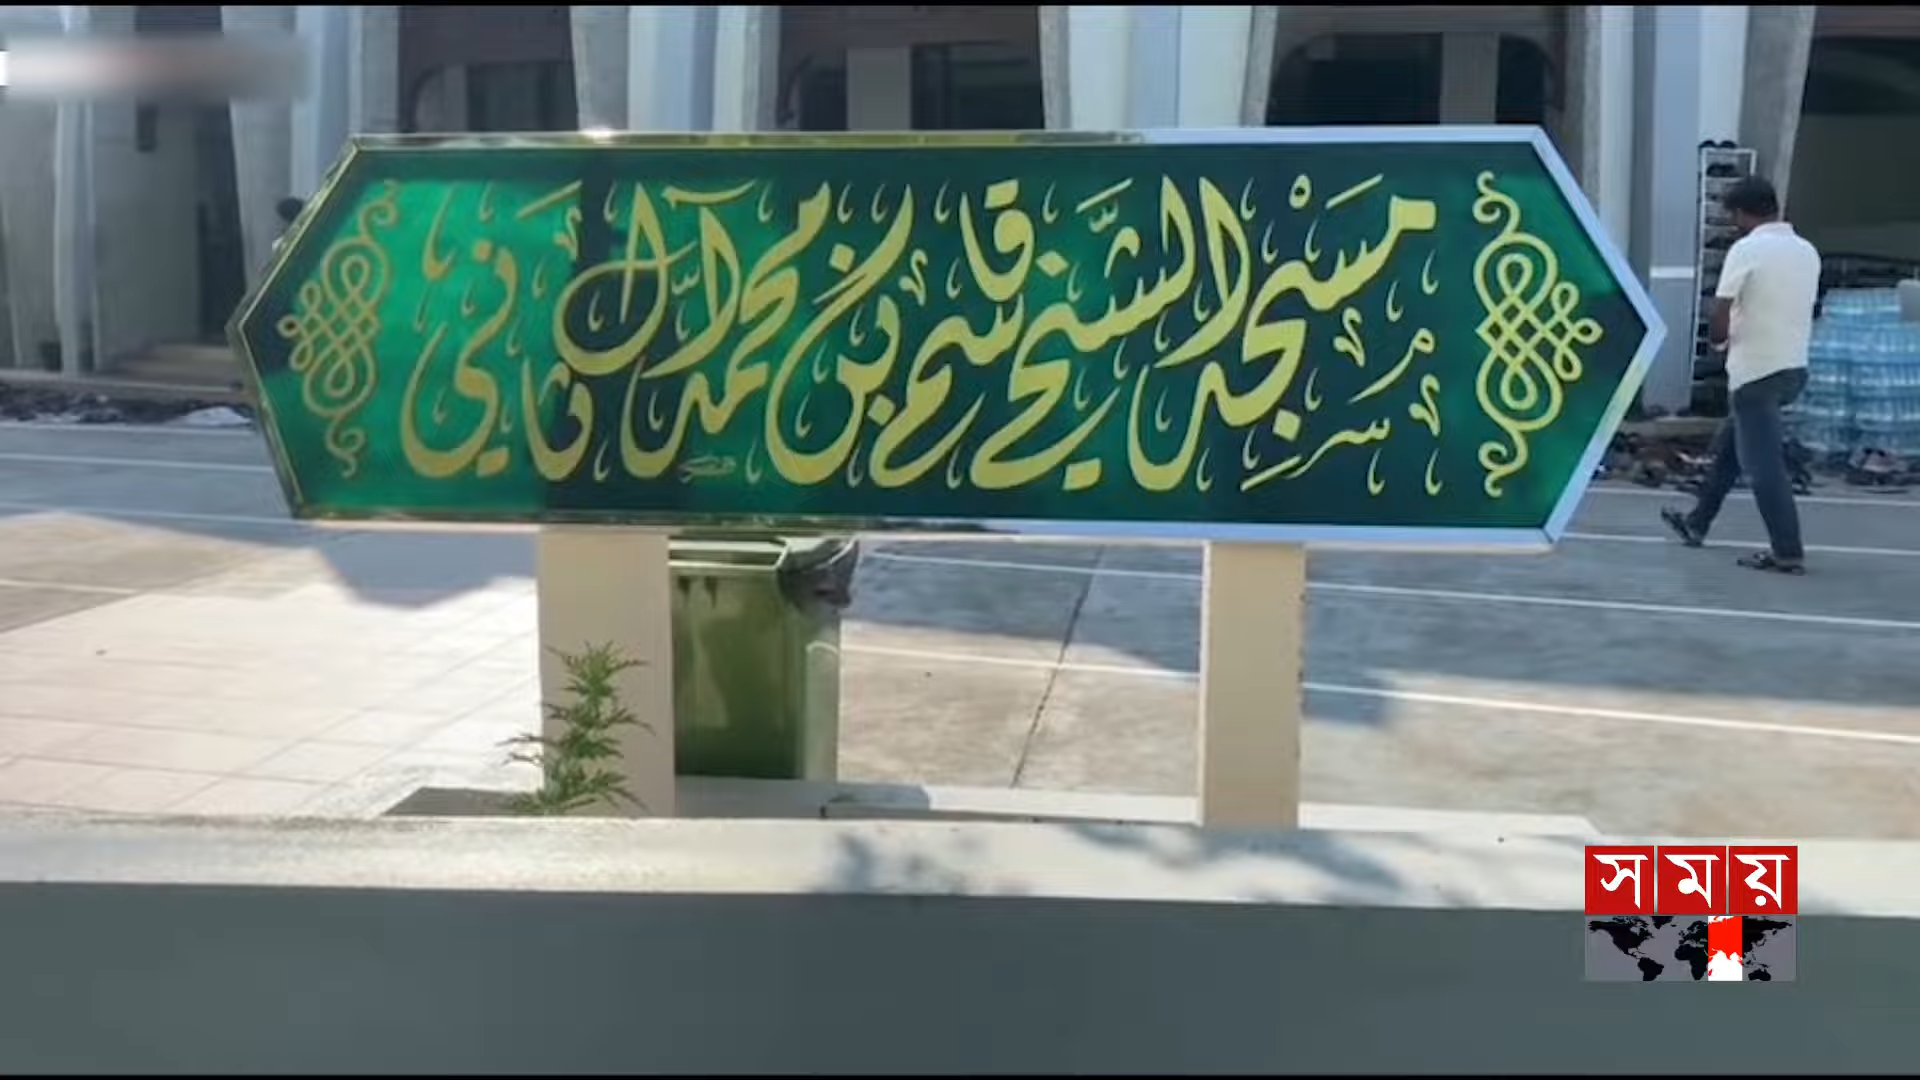 مسجد الشيخ قاسم بن محمد آل ثاني
সময়